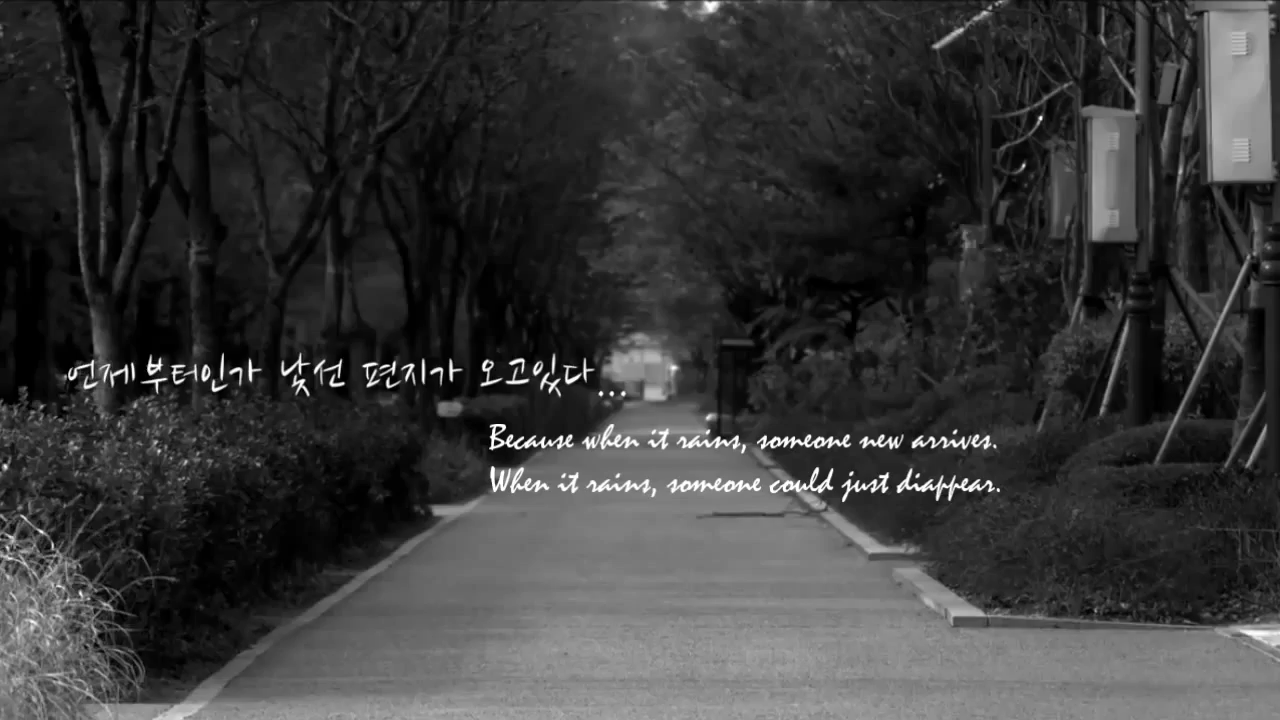 언제부터인가 낯선 편지가 오고있다...
Because when it rains, someone new arrives.
When it rains, someone could just diappear.